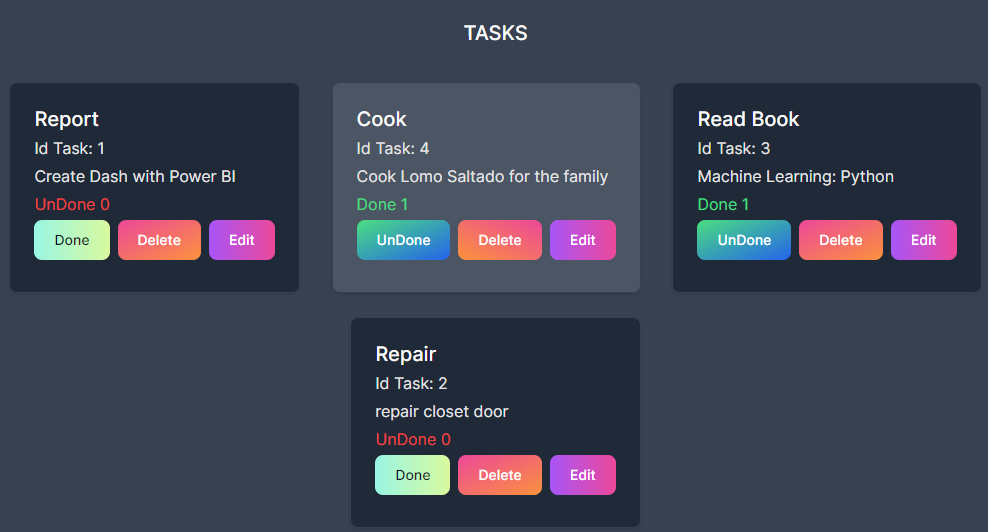 TASKS
Report
Id Task: 1
Create Dash with Power BI
UnDone 0
Done Delete Edit
Cook
Id Task: 4
Cook Lomo Saltado for the family
Done 1
UnDone Delete Edit
Read Book
Id Task: 3
Machine Learning: Python
Done 1
UnDone Delete Edit
Repair
Id Task: 2
repair closet door
UnDone 0
Done Delete Edit